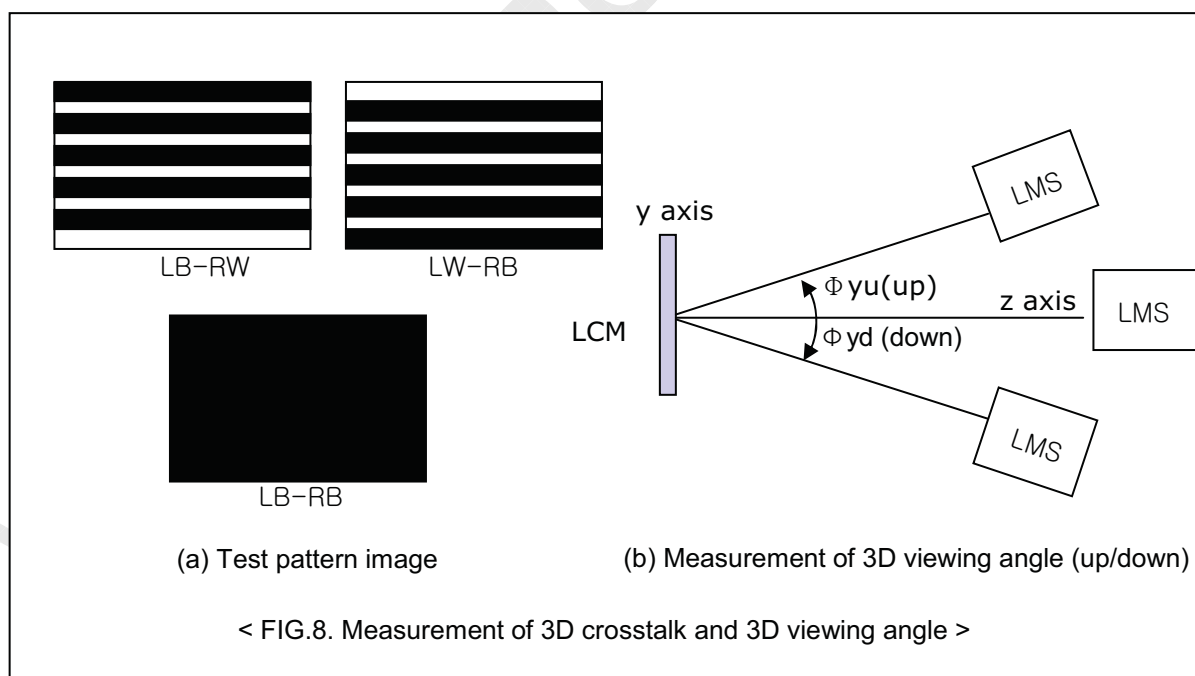 LB-RW
LW-RB
LB-RB
(a) Test pattern image
y axis
LCM
Φ yu(up)
z axis
Φ yd (down)
LMS
LMS
LMS
(b) Measurement of 3D viewing angle (up/down)
< FIG.8. Measurement of 3D crosstalk and 3D viewing angle >